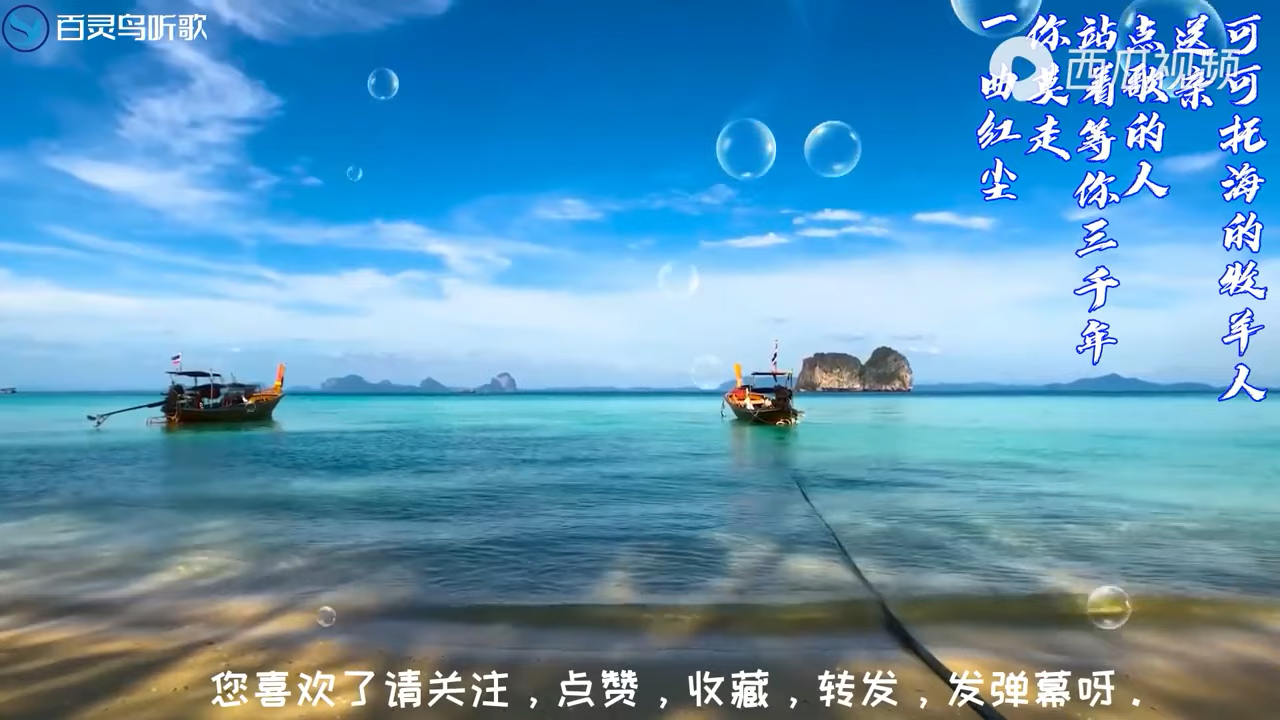 百灵鸟听歌
西瓜视频
可可托海的牧羊人
送亲
点歌的人
站着等你三千年
你莫走
一曲红尘
您喜欢了请关注，点赞，收藏，转发，发弹幕呀．